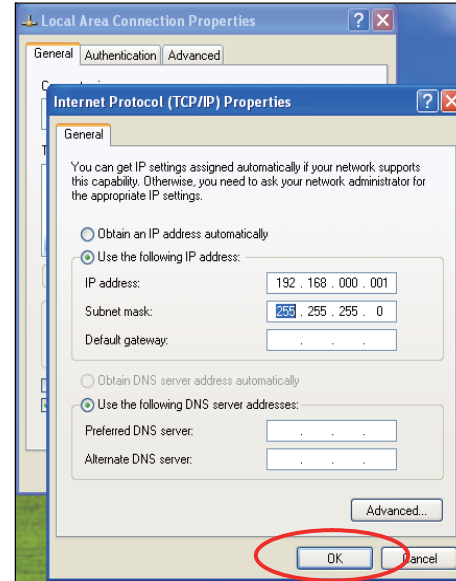 Local Area Connection Properties
General Authentication Advanced
Internet Protocol (TCP/IP) Properties
General
You can get IP settings assigned automatically if your network supports
this capability. Otherwise, you need to ask your network administrator for
the appropriate IP settings.
Obtain an IP address automatically
Use the following IP address:
IP address: 192 . 168 . 000 . 001
Subnet mask: 255 . 255 . 255 . 0
Default gateway: . . .
Obtain DNS server address automatically
Use the following DNS server addresses:
Preferred DNS server: . . .
Alternate DNS server: . . .
Advanced...
OK Cancel